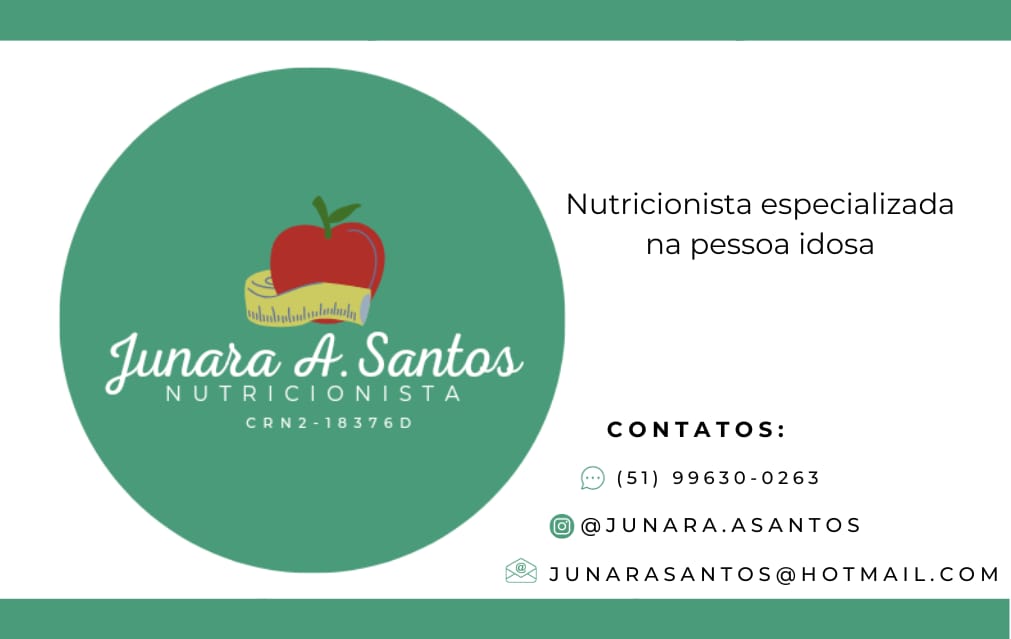 Junara A. Santos
NUTRICIONISTA
CRN2-18376D
Nutricionista especializada
na pessoa idosa
CONTATOS:
(51) 99630-0263
@JUNARA.ASANTOS
JUNARASANTOS@HOTMAIL.COM